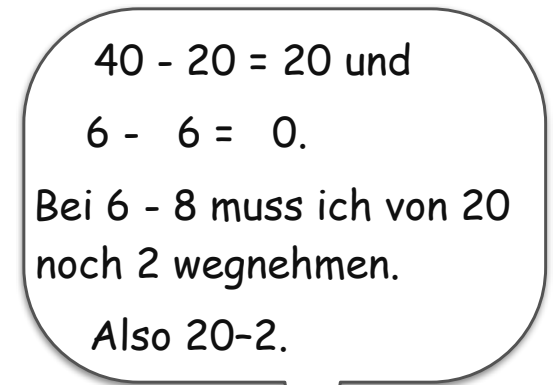 40 - 20 = 20 und
6 - 6 = 0.
Bei 6 - 8 muss ich von 20
noch 2 wegnehmen.
Also 20–2.